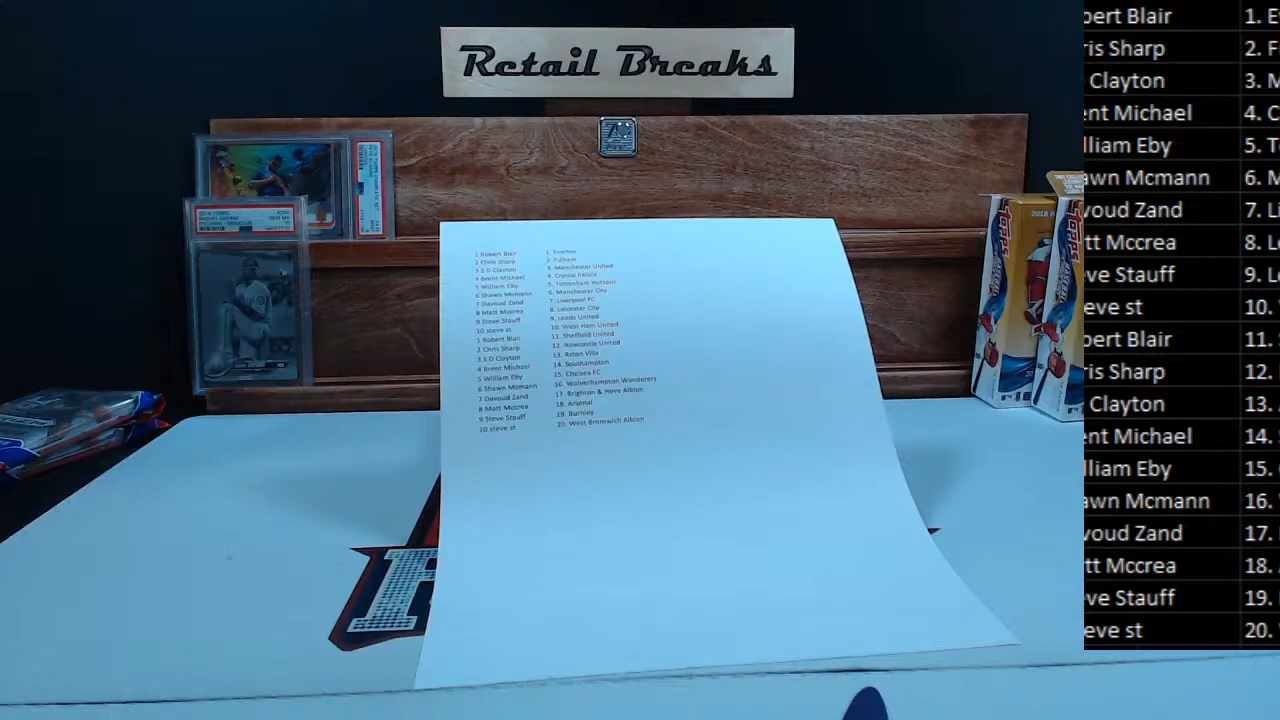 Retail Breaks
1 Robert Blair 1. Everton
2 Chris Sharp 2. Fulham
3 S D Clayton 3. Manchester United
4 Brent Michael 4. Crystal Palace
5 William Eby 5. Tottenham Hotspur
6 Shawn Mcmann 6. Manchester City
7 Davoud Zand 7. Liverpool FC
8 Matt Mccrea 8. Leicester City
9 Steve Stauff 9. Leeds United
10 steve st 10. West Ham United
1 Robert Blair 11. Sheffield United
2 Chris Sharp 12. Newcastle United
3 S D Clayton 13. Aston Villa
4 Brent Michael 14. Southampton
5 William Eby 15. Chelsea FC
6 Shawn Mcmann 16. Wolverhampton Wanderers
7 Davoud Zand 17. Brighton & Hove Albion
8 Matt Mccrea 18. Arsenal
9 Steve Stauff 19. Burnley
10 steve st 20. West Bromwich Albion
Topps
2018
Topps
bert Blair 1. E
ris Sharp 2. F
Clayton 3. M
ent Michael 4. C
lliam Eby 5. T
awn Mcmann 6. M
voud Zand 7. Li
tt Mccrea 8. L
ve Stauff 9. L
eve st 10.
bert Blair 11.
ris Sharp 12.
Clayton 13.
ent Michael 14.
lliam Eby 15.
awn Mcmann 16.
voud Zand 17.
tt Mccrea 18.
ve Stauff 19.
eve st 20.